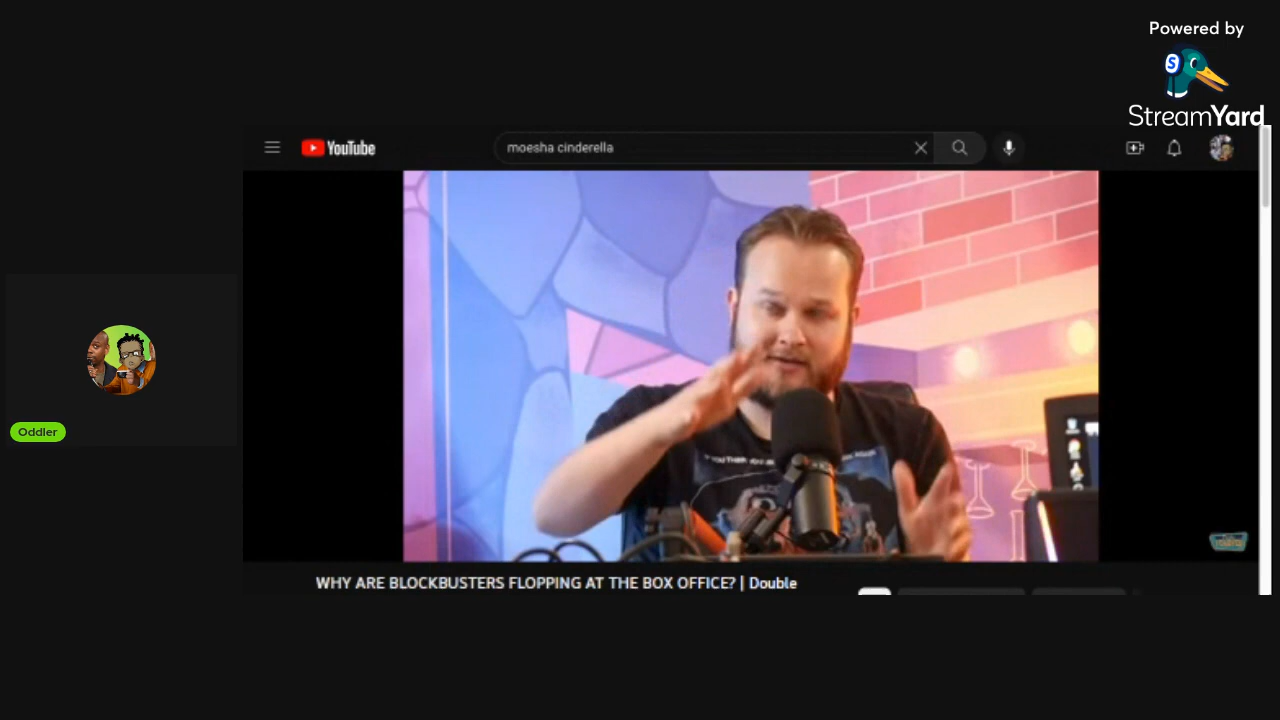 Powered by
StreamYard
YouTube
moesha cinderella
WHY ARE BLOCKBUSTERS FLOPPING AT THE BOX OFFICE? | Double
Oddler